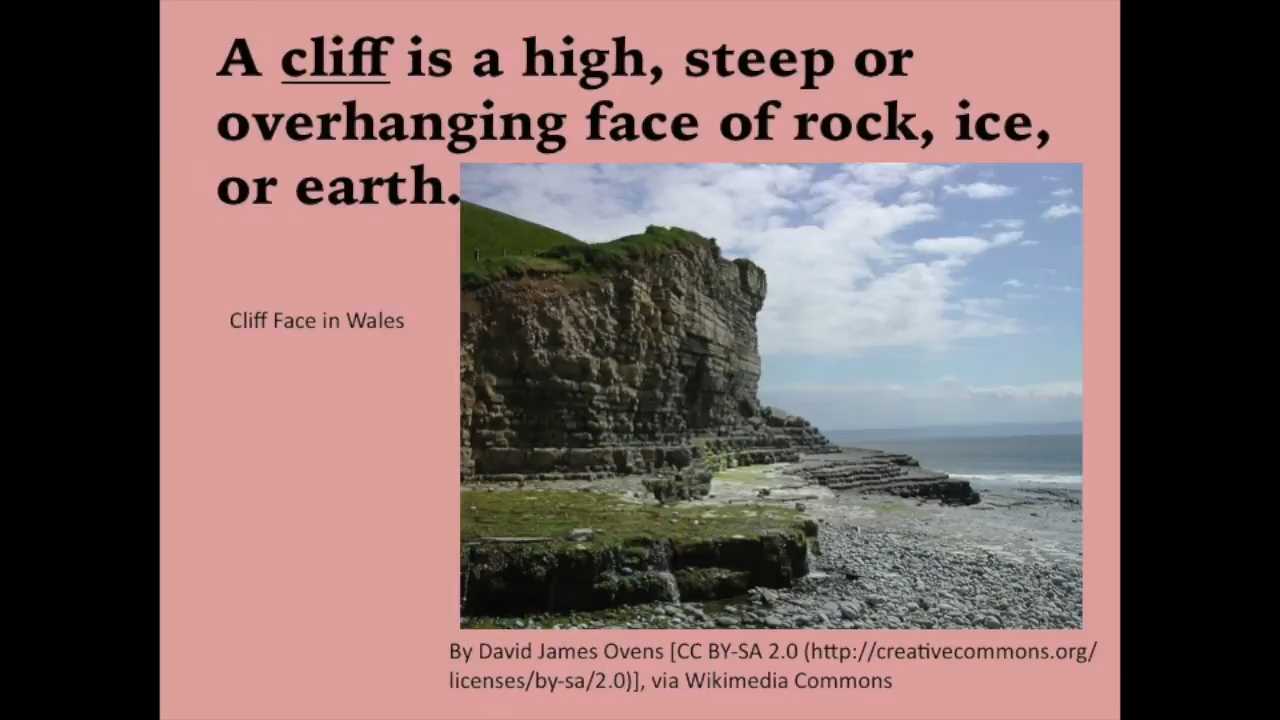 A cliff is a high, steep or
overhanging face of rock, ice,
or earth.
Cliff Face in Wales
By David James Ovens [CC BY-SA 2.0 (http://creativecommons.org/
licenses/by-sa/2.0)], via Wikimedia Commons